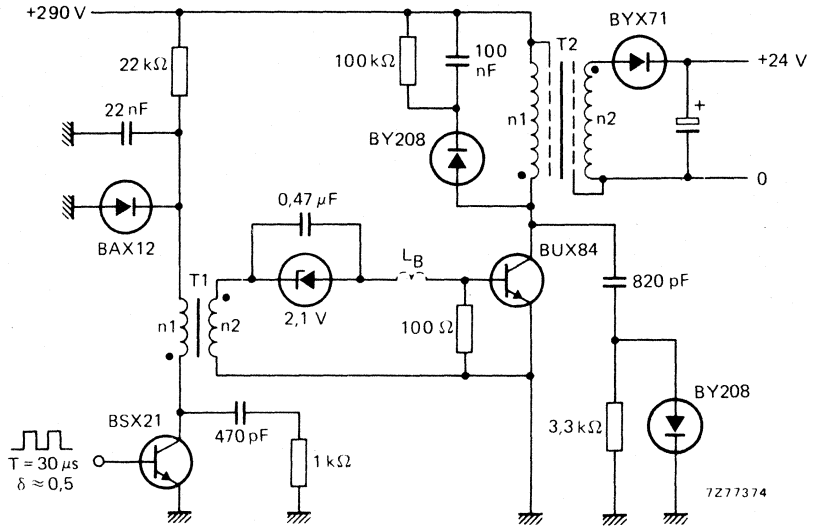 +290 V
BYX71
22 kΩ
100 kΩ
100
nF
T2
+24 V
+
n1
n2
22 nF
BY208
0
BAX12
0,47 μF
T1
L_B
BUX84
820 pF
2,1 V
n1
n2
100 Ω
BSX21
470 pF
1 kΩ
3,3 kΩ
BY208
T = 30 μs
δ ≈ 0,5
7Z77374